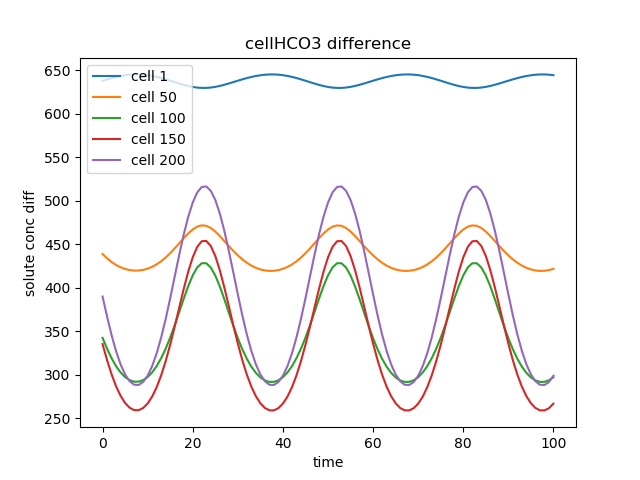 cellHCO3 difference
cell 1
cell 50
cell 100
cell 150
cell 200
solute conc diff
650
600
550
500
450
400
350
300
250
0 20 40 60 80 100
time